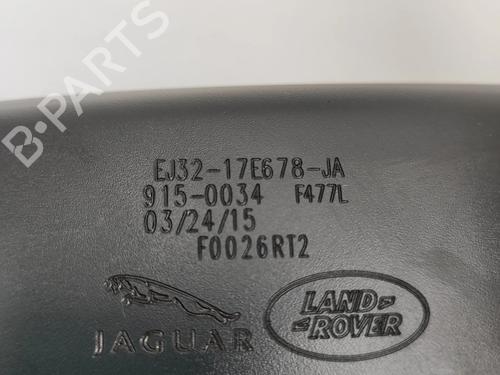 EJ32-17E678-JA
915-0034 F477L
03/24/15
F0026RT2
JAGUAR
LAND
ROVER
B-PARTS